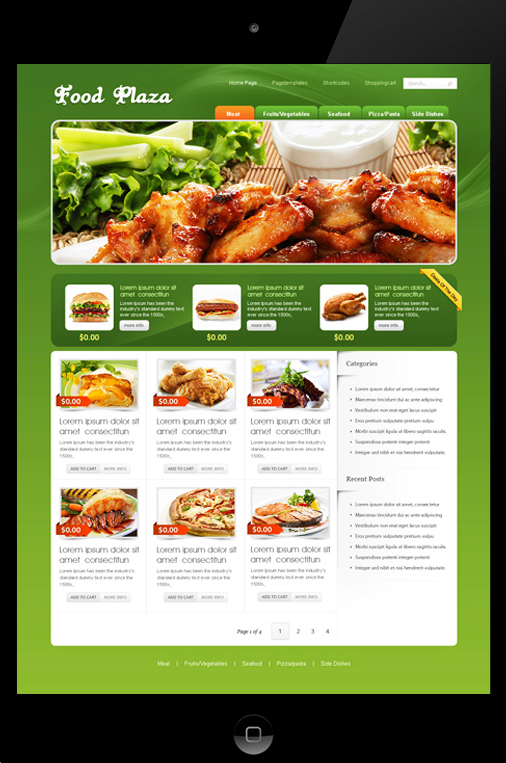 Home Page
Pagetemplates
Shortcodes
Shoppingcart
Search...
Food Plaza
Meat
Fruits/Vegetables
Seafood
Pizza/Pasta
Side Dishes
Lorem ipsum dolor sit
amet consectitun
Lorem ipsum has been the
industry's standard dummy text
ever since the 1500s,
more info
$0.00
Lorem ipsum dolor sit
amet consectitun
Lorem ipsum has been the
industry's standard dummy text
ever since the 1500s,
more info
$0.00
Lorem ipsum dolor sit
amet consectitun
Lorem ipsum has been the
industry's standard dummy text
ever since the 1500s,
more info
$0.00
Of The Day
$0.00
Lorem ipsum dolor sit
amet consectitun
Lorem ipsum has been the industry's
standard dummy text ever since the
1500s,
ADD TO CART MORE INFO
$0.00
Lorem ipsum dolor sit
amet consectitun
Lorem ipsum has been the industry's
standard dummy text ever since the
1500s,
ADD TO CART MORE INFO
$0.00
Lorem ipsum dolor sit
amet consectitun
Lorem ipsum has been the industry's
standard dummy text ever since the
1500s,
ADD TO CART MORE INFO
$0.00
Lorem ipsum dolor sit
amet consectitun
Lorem ipsum has been the industry's
standard dummy text ever since the
1500s,
ADD TO CART MORE INFO
$0.00
Lorem ipsum dolor sit
amet consectitun
Lorem ipsum has been the industry's
standard dummy text ever since the
1500s,
ADD TO CART MORE INFO
$0.00
Lorem ipsum dolor sit
amet consectitun
Lorem ipsum has been the industry's
standard dummy text ever since the
1500s,
ADD TO CART MORE INFO
Page 1 of 4 1 2 3 4
Categories
Lorem ipsum dolor sit amet, consectetur
Maecenas tincidunt dui ac ante adipiscing
Vestibulum non erat eget lacus suscipit
Eros pretium vulputate pretium vulpu.
Morbi suscipit ligula ut libero sagittis iaculis.
Suspendisse potenti integer potenti
Integer sed nibh et nisi hendrerit vulputate.
Recent Posts
Lorem ipsum dolor sit amet, consectetur
Maecenas tincidunt dui ac ante adipiscing
Vestibulum non erat eget lacus suscipit
Eros pretium vulputate pretium vulpu.
Morbi suscipit ligula ut libero sagittis iaculis.
Suspendisse potenti integer potenti
Integer sed nibh et nisi hendrerit vulputate.
Meat | Fruits/Vegetables | Seafood | Pizza/pasta | Side Dishes